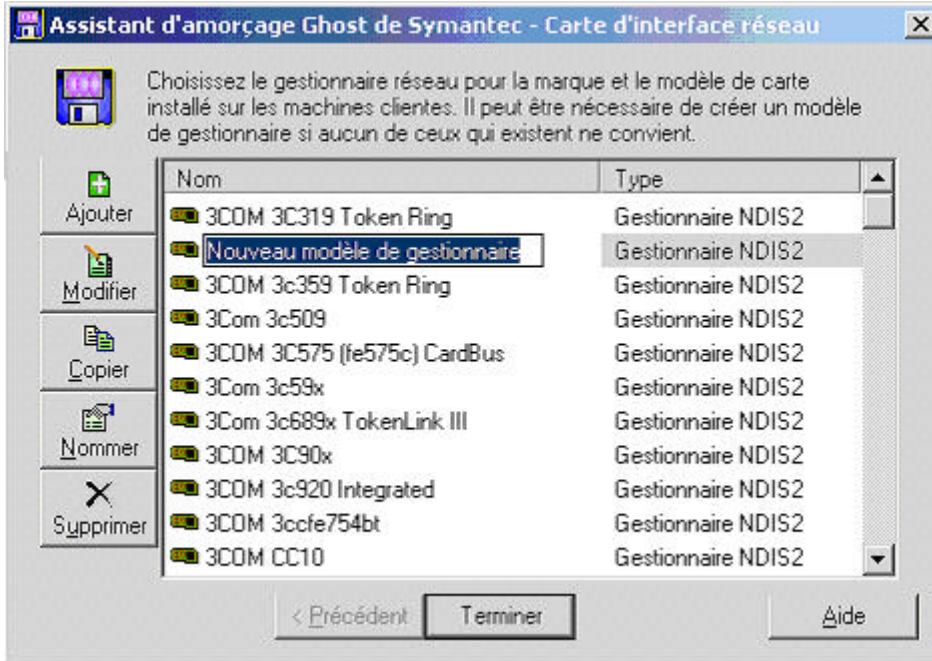 Assistant d'amorçage Ghost de Symantec - Carte d'interface réseau
Choisissez le gestionnaire réseau pour la marque et le modèle de carte
installé sur les machines clientes. Il peut être nécessaire de créer un modèle
de gestionnaire si aucun de ceux qui existent ne convient.
Ajouter
Modifier
Copier
Nommer
Supprimer
Nom Type
3COM 3C319 Token Ring Gestionnaire NDIS2
Nouveau modèle de gestionnaire Gestionnaire NDIS2
3COM 3c359 Token Ring Gestionnaire NDIS2
3Com 3c509 Gestionnaire NDIS2
3COM 3C575 (fe575c) CardBus Gestionnaire NDIS2
3Com 3c59x Gestionnaire NDIS2
3Com 3c689x TokenLink III Gestionnaire NDIS2
3COM 3C90x Gestionnaire NDIS2
3COM 3c920 Integrated Gestionnaire NDIS2
3COM 3ccfe754bt Gestionnaire NDIS2
3COM CC10 Gestionnaire NDIS2
< Précédent Terminer Aide